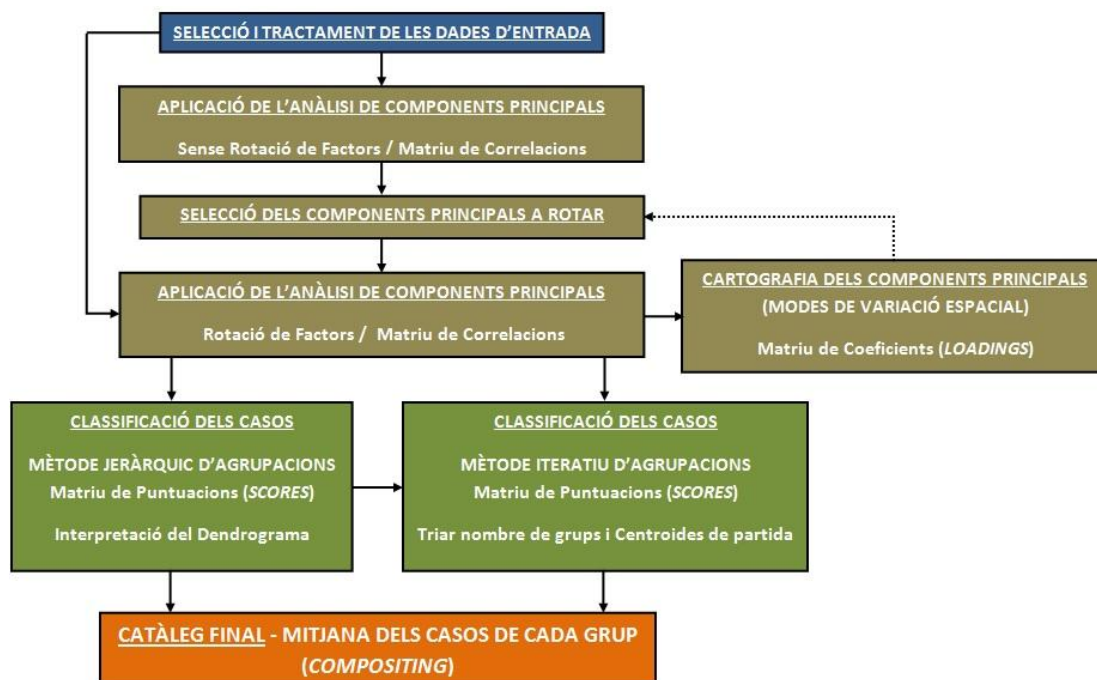 SELECCIÓ I TRACTAMENT DE LES DADES D'ENTRADA
APLICACIÓ DE L'ANÀLISI DE COMPONENTS PRINCIPALS
Sense Rotació de Factors / Matriu de Correlacions
SELECCIÓ DELS COMPONENTS PRINCIPALS A ROTAR
APLICACIÓ DE L'ANÀLISI DE COMPONENTS PRINCIPALS
Rotació de Factors / Matriu de Correlacions
CARTOGRAFIA DELS COMPONENTS PRINCIPALS
(MODES DE VARIACIÓ ESPACIAL)
Matriu de Coeficients (LOADINGS)
CLASSIFICACIÓ DELS CASOS
MÈTODE JERÀRQUIC D'AGRUPACIONS
Matriu de Puntuacions (SCORES)
Interpretació del Dendrograma
CLASSIFICACIÓ DELS CASOS
MÈTODE ITERATIU D'AGRUPACIONS
Matriu de Puntuacions (SCORES)
Triar nombre de grups i Centroides de partida
CATÀLEG FINAL - MITJANA DELS CASOS DE CADA GRUP
(COMPOSITING)